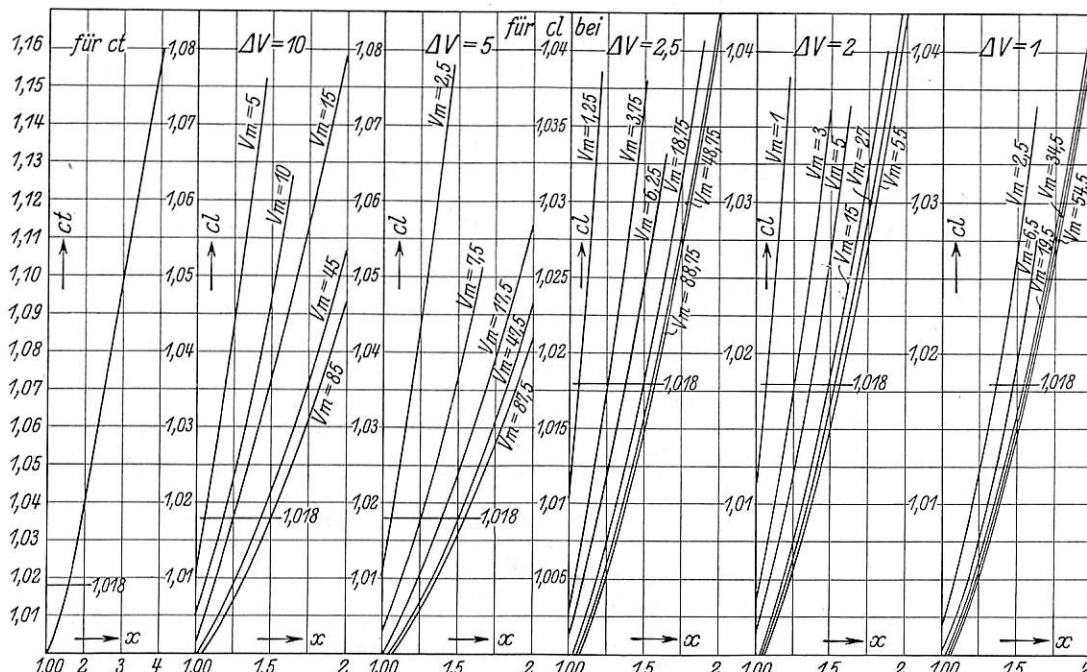 für ct
für cl bei
ΔV=10
ΔV=5
ΔV=2,5
ΔV=2
ΔV=1
1,16
1,15
1,14
1,13
1,12
1,11
1,10
1,09
1,08
1,07
1,06
1,05
1,04
1,03
1,02
1,01
ct
1,018
1,00
2
3
4
x
1,08
1,07
1,06
1,05
1,04
1,03
1,02
1,01
cl
Vm=5
Vm=10
Vm=15
Vm=45
Vm=85
1,018
1,00
1,5
2
x
1,08
1,07
1,06
1,05
1,04
1,03
1,02
1,01
cl
Vm=2,5
Vm=7,5
Vm=17,5
Vm=47,5
Vm=87,5
1,018
1,00
1,5
2
x
1,04
1,035
1,03
1,025
1,02
1,015
1,01
1,005
cl
Vm=1,25
Vm=3,75
Vm=6,25
Vm=18,75
Vm=48,75
Vm=88,75
1,018
1,00
1,5
2
x
1,04
1,03
1,02
1,01
cl
Vm=1
Vm=3
Vm=5
Vm=15
Vm=27
Vm=55
1,018
1,00
1,5
2
x
1,04
1,03
1,02
1,01
cl
Vm=2,5
Vm=6,5
Vm=19,5
Vm=34,5
Vm=54,5
1,018
1,00
1,5
2
x